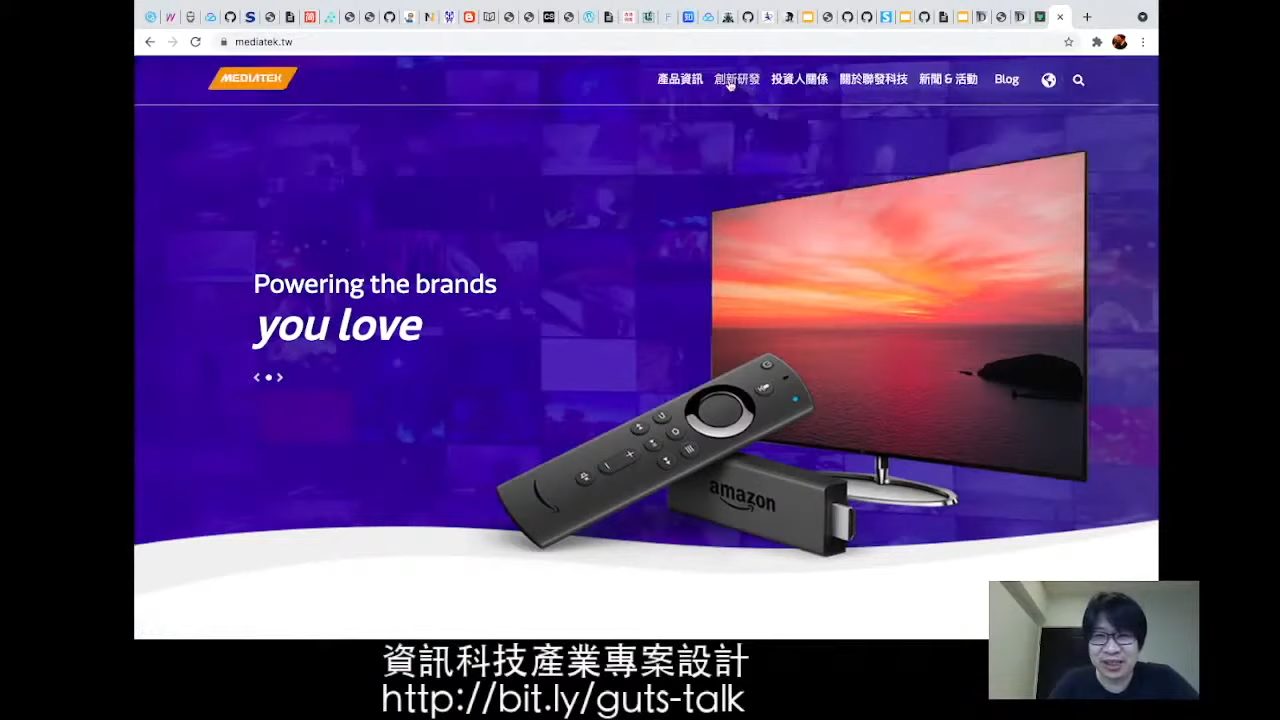 mediatek.tw
MEDIATEK
產品資訊 創新研發 投資人關係 關於聯發科技 新聞 & 活動 Blog
Powering the brands
you love
amazon
資訊科技產業專案設計
http://bit.ly/guts-talk